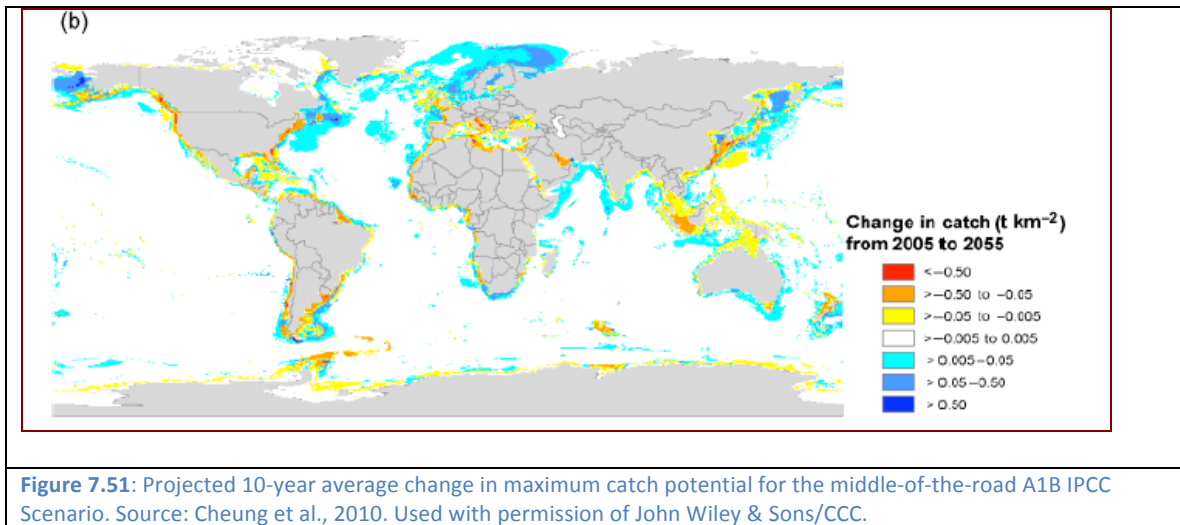 (b)
Change in catch (t km⁻²)
from 2005 to 2055
<−0.50
>−0.50 to −0.05
>−0.05 to −0.005
>−0.005 to 0.005
> 0.005–0.05
> 0.05–0.50
> 0.50
Figure 7.51: Projected 10-year average change in maximum catch potential for the middle-of-the-road A1B IPCC
Scenario. Source: Cheung et al., 2010. Used with permission of John Wiley & Sons/CCC.